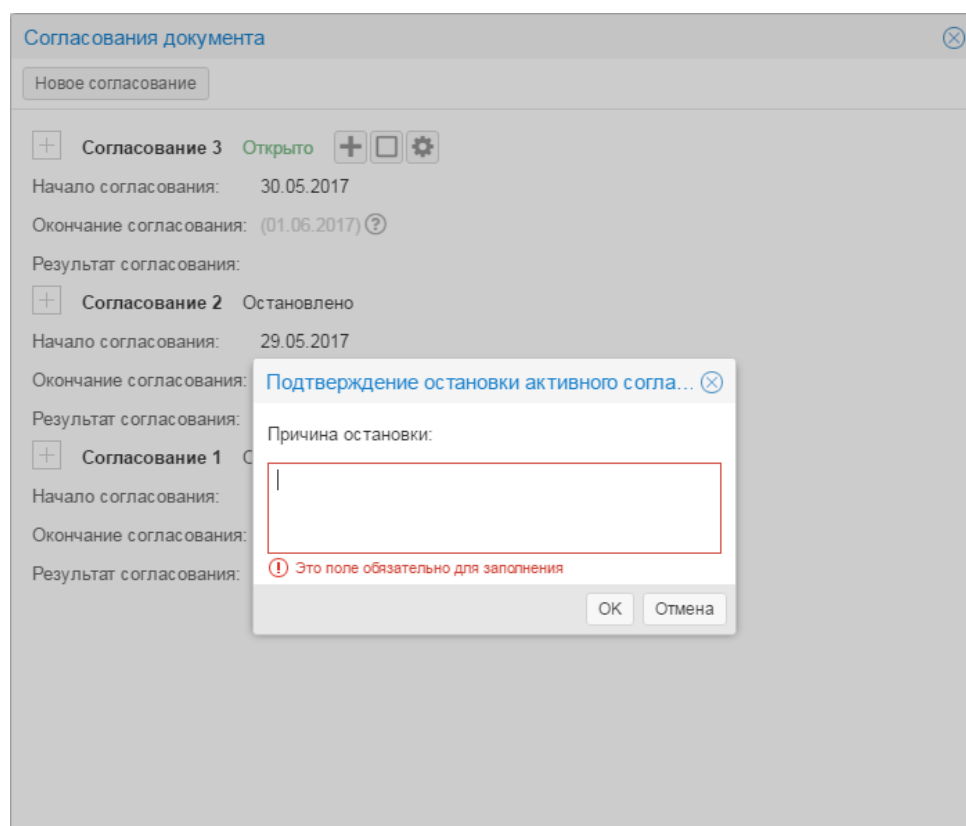 Согласования документа
Новое согласование
Согласование 3 Открыто
Начало согласования: 30.05.2017
Окончание согласования: (01.06.2017) ?
Результат согласования:
Согласование 2 Остановлено
Начало согласования: 29.05.2017
Окончание согласования:
Результат согласования:
Согласование 1 С
Начало согласования:
Окончание согласования:
Результат согласования:
Подтверждение остановки активного согла...
Причина остановки:
Это поле обязательно для заполнения
OK Отмена